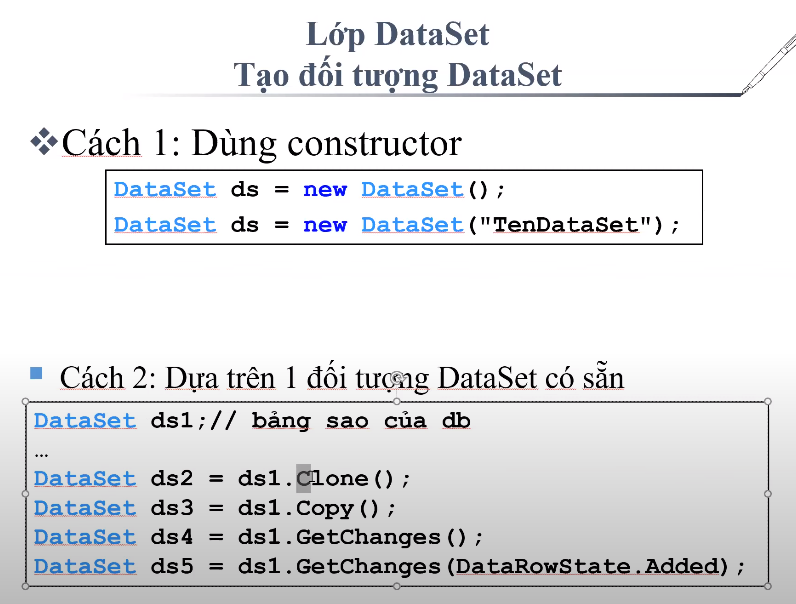 Lớp DataSet
Tạo đối tượng DataSet
Cách 1: Dùng constructor
DataSet ds = new DataSet();
DataSet ds = new DataSet("TenDataSet");
Cách 2: Dựa trên 1 đối tượng DataSet có sẵn
DataSet ds1;// bảng sao của db
…
DataSet ds2 = ds1.Clone();
DataSet ds3 = ds1.Copy();
DataSet ds4 = ds1.GetChanges();
DataSet ds5 = ds1.GetChanges(DataRowState.Added);